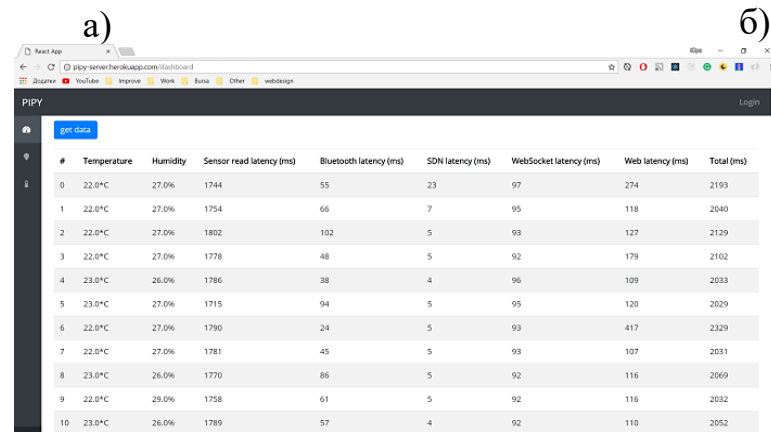 а) б)
React App
pipy-server.herokuapp.com/dashboard
Додатки YouTube Improve Work Bursa Other webdesign
PIPY Login
get data
# Temperature Humidity Sensor read latency (ms) Bluetooth latency (ms) SDN latency (ms) WebSocket latency (ms) Web latency (ms) Total (ms)
0 22.0*C 27.0% 1744 55 23 97 274 2193
1 22.0*C 27.0% 1754 66 7 95 118 2040
2 22.0*C 27.0% 1802 102 5 93 127 2129
3 22.0*C 27.0% 1778 48 5 92 179 2102
4 23.0*C 26.0% 1786 38 4 96 109 2033
5 23.0*C 27.0% 1715 94 5 95 120 2029
6 22.0*C 27.0% 1790 24 5 93 417 2329
7 22.0*C 27.0% 1781 45 5 93 107 2031
8 23.0*C 26.0% 1770 86 5 92 116 2069
9 22.0*C 29.0% 1758 61 5 92 116 2032
10 23.0*C 26.0% 1789 57 4 92 110 2052